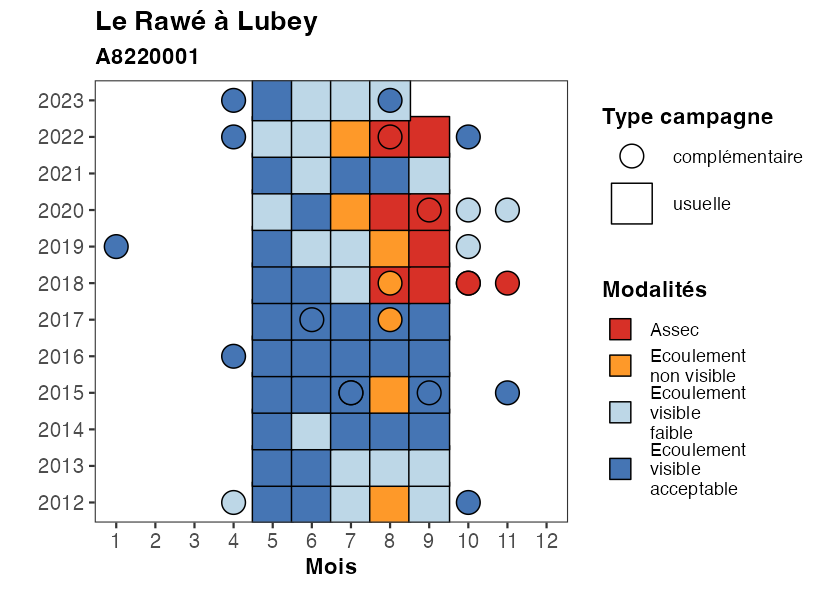 Le Rawé à Lubey
A8220001
2023
2022
2021
2020
2019
2018
2017
2016
2015
2014
2013
2012
1 2 3 4 5 6 7 8 9 10 11 12
Mois
Type campagne
complémentaire
usuelle
Modalités
Assec
Ecoulement
non visible
Ecoulement
visible
faible
Ecoulement
visible
acceptable